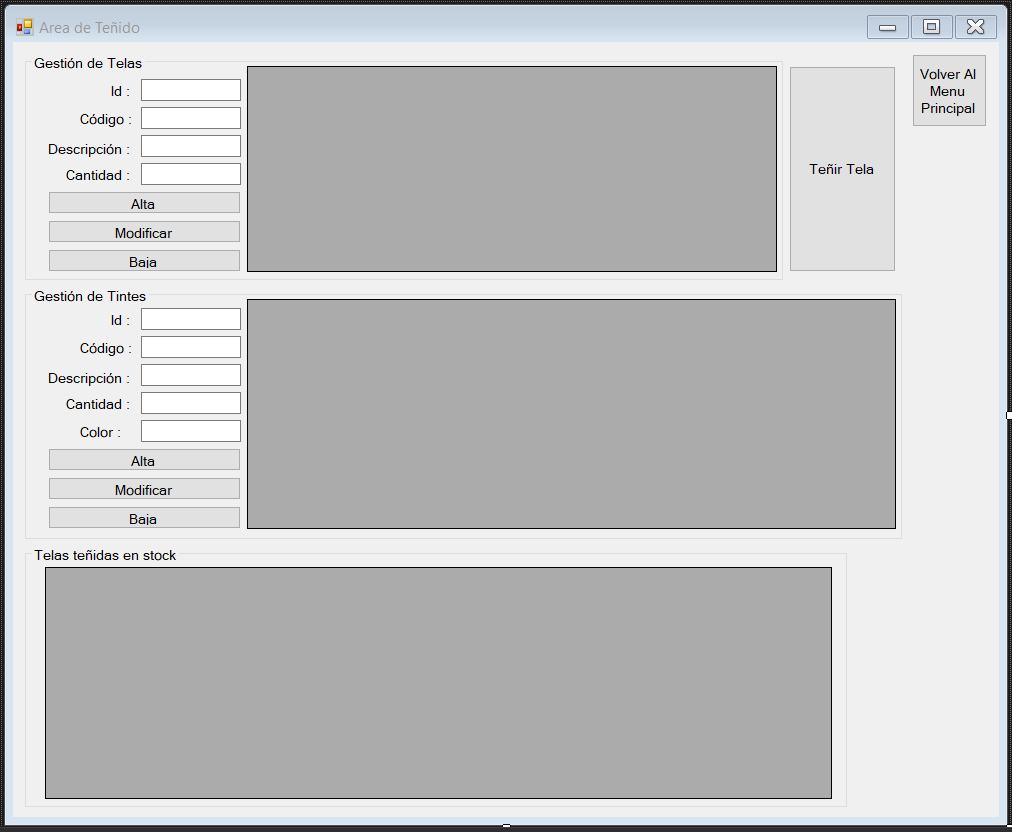 Area de Teñido
Gestión de Telas
Id :
Código :
Descripción :
Cantidad :
Alta
Modificar
Baja
Teñir Tela
Volver Al
Menu
Principal
Gestión de Tintes
Id :
Código :
Descripción :
Cantidad :
Color :
Alta
Modificar
Baja
Telas teñidas en stock